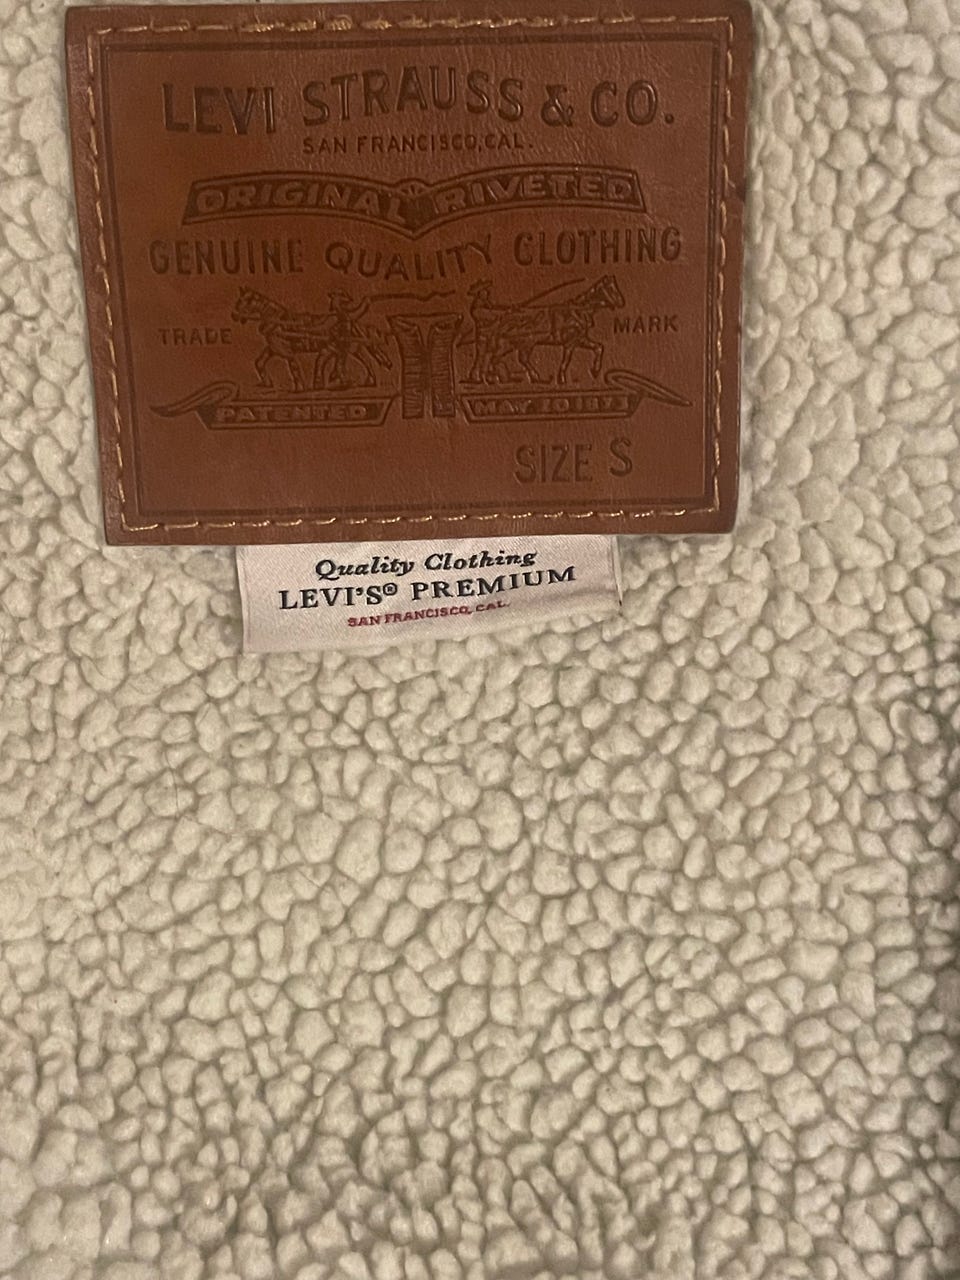 LEVI STRAUSS & CO.
SAN FRANCISCO, CAL.
ORIGINAL RIVETED
GENUINE QUALITY CLOTHING
TRADE MARK
PATENTED MAY 20 1873
SIZE S
Quality Clothing
LEVI'S® PREMIUM
SAN FRANCISCO, CAL.